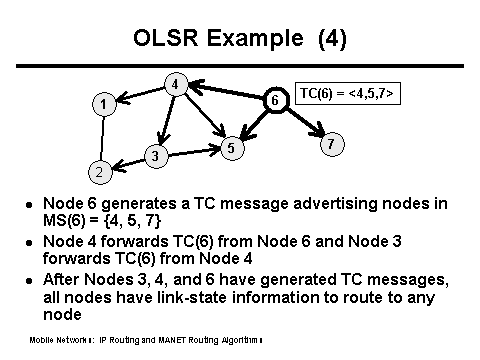 OLSR Example (4)
4
1
6
TC(6) = <4,5,7>
7
5
3
2
● Node 6 generates a TC message advertising nodes in
MS(6) = {4, 5, 7}
● Node 4 forwards TC(6) from Node 6 and Node 3
forwards TC(6) from Node 4
● After Nodes 3, 4, and 6 have generated TC messages,
all nodes have link-state information to route to any
node
Mobile Networks: IP Routing and MANET Routing Algorithms